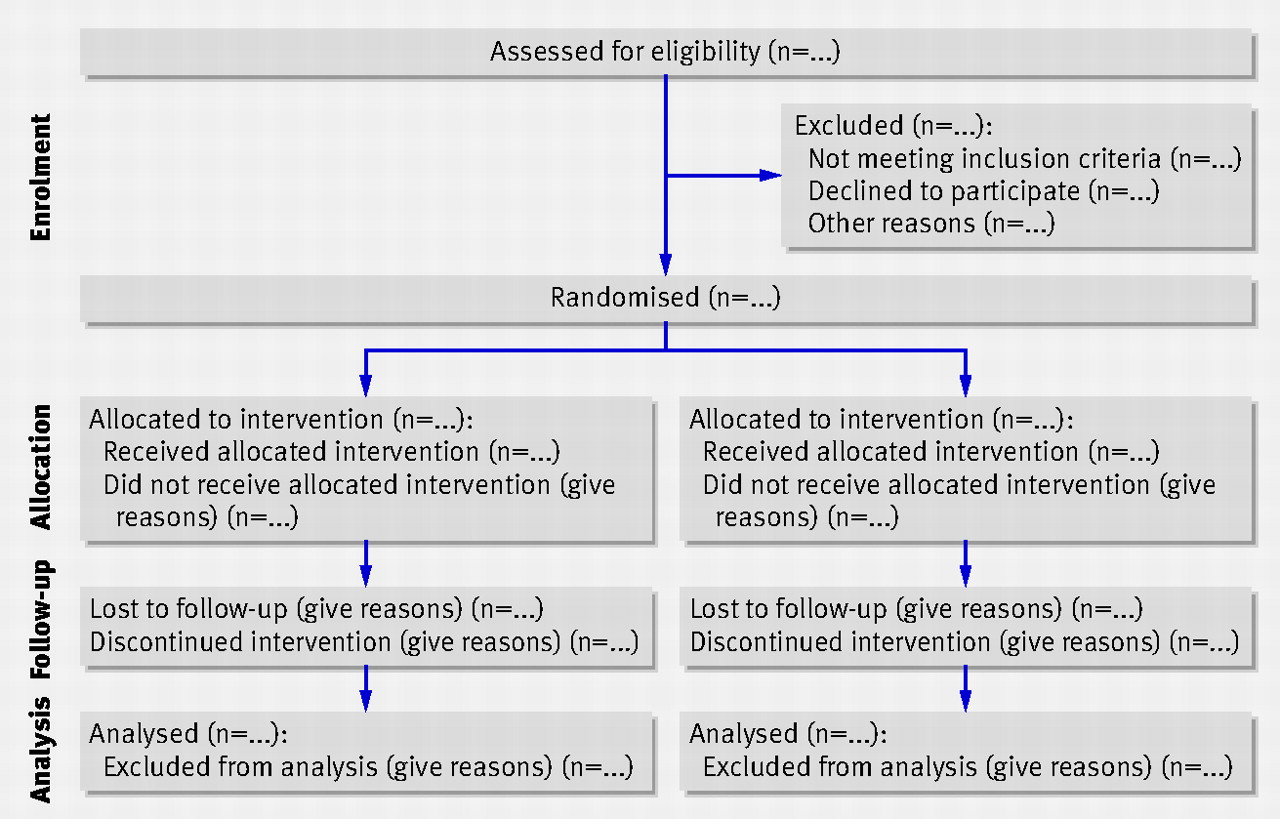 Assessed for eligibility (n=...)
Enrolment
Excluded (n=...):
Not meeting inclusion criteria (n=...)
Declined to participate (n=...)
Other reasons (n=...)
Randomised (n=...)
Allocation
Allocated to intervention (n=...):
Received allocated intervention (n=...)
Did not receive allocated intervention (give
reasons) (n=...)
Allocated to intervention (n=...):
Received allocated intervention (n=...)
Did not receive allocated intervention (give
reasons) (n=...)
Follow-up
Lost to follow-up (give reasons) (n=...)
Discontinued intervention (give reasons) (n=...)
Lost to follow-up (give reasons) (n=...)
Discontinued intervention (give reasons) (n=...)
Analysis
Analysed (n=...):
Excluded from analysis (give reasons) (n=...)
Analysed (n=...):
Excluded from analysis (give reasons) (n=...)